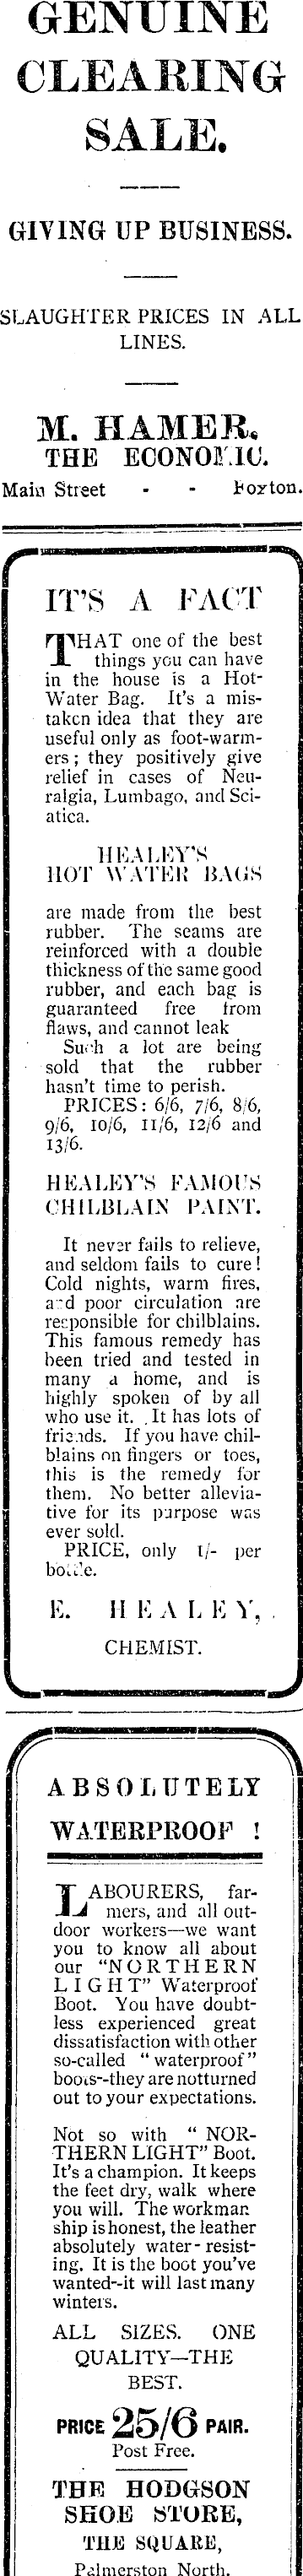 GENUINE
CLEARING
SALE.
GIVING UP BUSINESS.
SLAUGHTER PRICES IN ALL
LINES.
M. HAMER.
THE ECONOMIC.
Main Street - - Foxton.
IT'S A FACT
THAT one of the best
things you can have
in the house is a Hot-
Water Bag. It's a mis-
taken idea that they are
useful only as foot-warm-
ers; they positively give
relief in cases of Neu-
ralgia, Lumbago, and Sci-
atica.
HEALEY'S
HOT WATER BAGS
are made from the best
rubber. The seams are
reinforced with a double
thickness of the same good
rubber, and each bag is
guaranteed free from
flaws, and cannot leak
Such a lot are being
sold that the rubber
hasn't time to perish.
PRICES: 6/6, 7/6, 8/6,
9/6, 10/6, 11/6, 12/6 and
13/6.
HEALEY'S FAMOUS
CHILBLAIN PAINT.
It never fails to relieve,
and seldom fails to cure!
Cold nights, warm fires,
and poor circulation are
responsible for chilblains.
This famous remedy has
been tried and tested in
many a home, and is
highly spoken of by all
who use it. It has lots of
friends. If you have chil-
blains on fingers or toes,
this is the remedy for
them. No better allevia-
tive for its purpose was
ever sold.
PRICE, only 1/- per
bottle.
E. HEALEY,
CHEMIST.
ABSOLUTELY
WATERPROOF !
LABOURERS, far-
mers, and all out-
door workers—we want
you to know all about
our "NORTHERN
LIGHT" Waterproof
Boot. You have doubt-
less experienced great
dissatisfaction with other
so-called "waterproof"
boots--they are not turned
out to your expectations.
Not so with "NOR-
THERN LIGHT" Boot.
It's a champion. It keeps
the feet dry, walk where
you will. The workman
ship is honest, the leather
absolutely water-resist-
ing. It is the boot you've
wanted--it will last many
winters.
ALL SIZES. ONE
QUALITY—THE
BEST.
PRICE 25/6 PAIR.
Post Free.
THE HODGSON
SHOE STORE,
THE SQUARE,
Palmerston North.